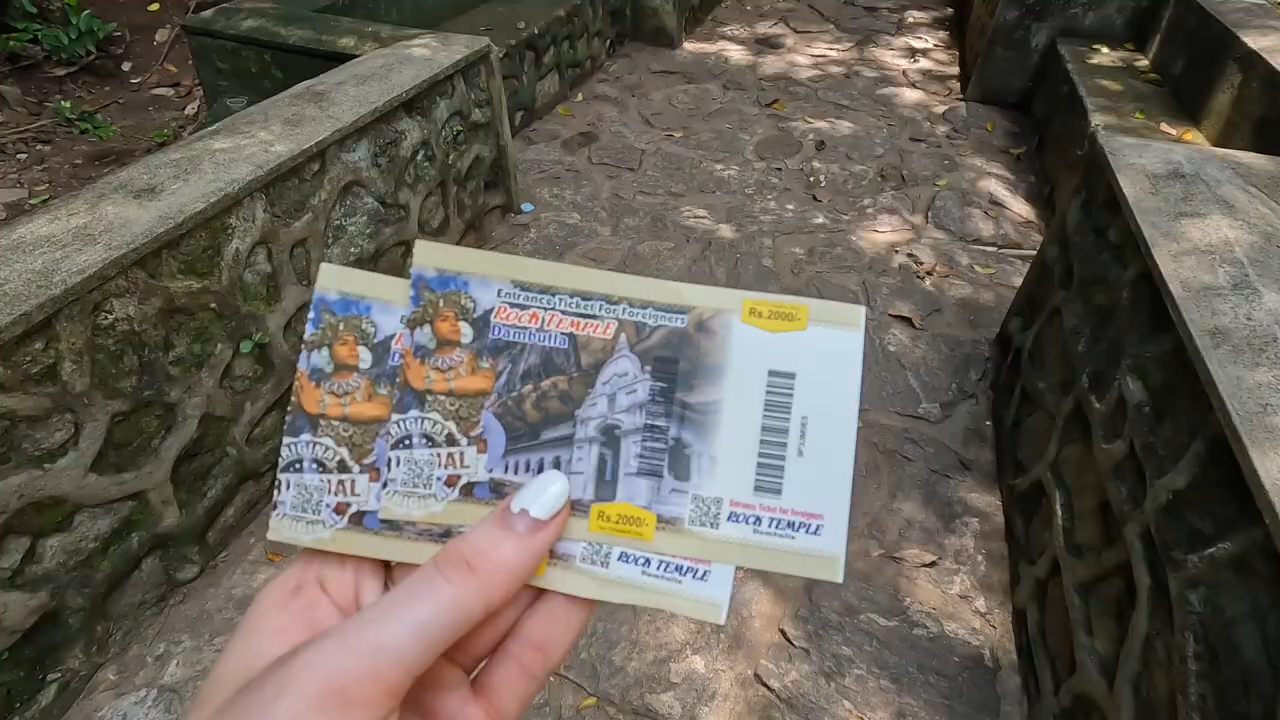 Entrance Ticket For Foreigners
Rock Temple
Dambulla
Rs.2000/-
ORIGINAL
ORIGINAL
Rs.2000/-
Entrance Ticket For Foreigners
ROCK TEMPLE
Dambulla
ROCK TEMPLE
Dambulla